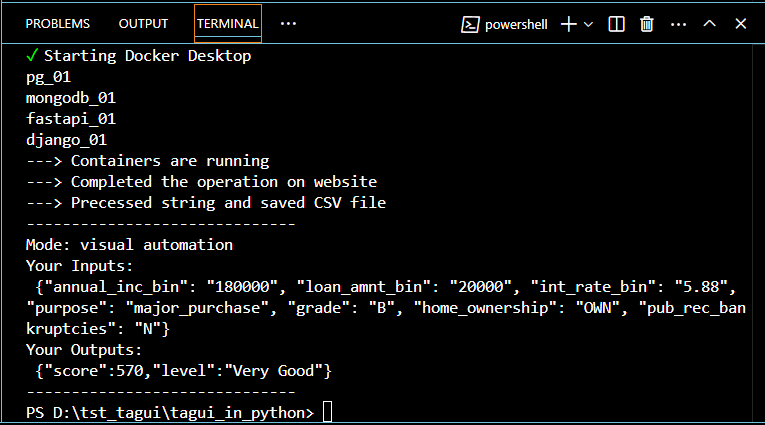 PROBLEMS OUTPUT TERMINAL ... powershell
✓ Starting Docker Desktop
pg_01
mongodb_01
fastapi_01
django_01
---> Containers are running
---> Completed the operation on website
---> Precessed string and saved CSV file
------------------------------
Mode: visual automation
Your Inputs:
 {"annual_inc_bin": "180000", "loan_amnt_bin": "20000", "int_rate_bin": "5.88",
"purpose": "major_purchase", "grade": "B", "home_ownership": "OWN", "pub_rec_ban
kruptcies": "N"}
Your Outputs:
 {"score":570,"level":"Very Good"}
------------------------------
PS D:\tst_tagui\tagui_in_python>